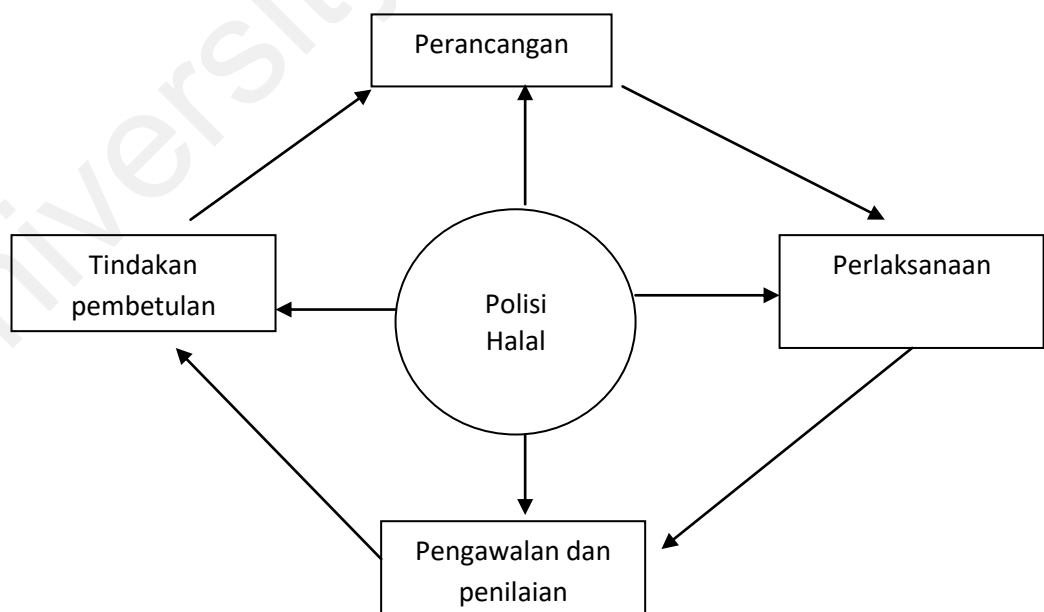 Perancangan
Tindakan
pembetulan
Polisi
Halal
Perlaksanaan
Pengawalan dan
penilaian